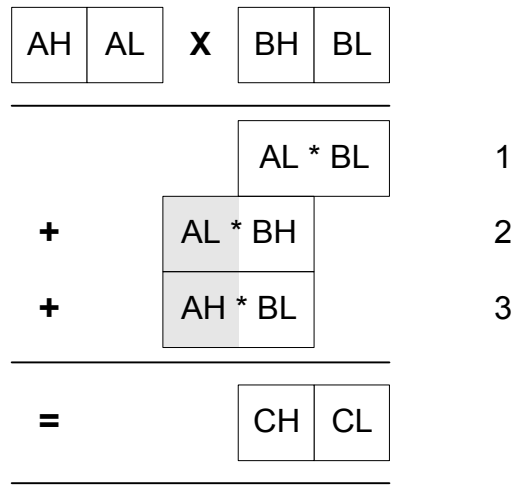 AH AL X BH BL
AL * BL 1
+ AL * BH 2
+ AH * BL 3
= CH CL